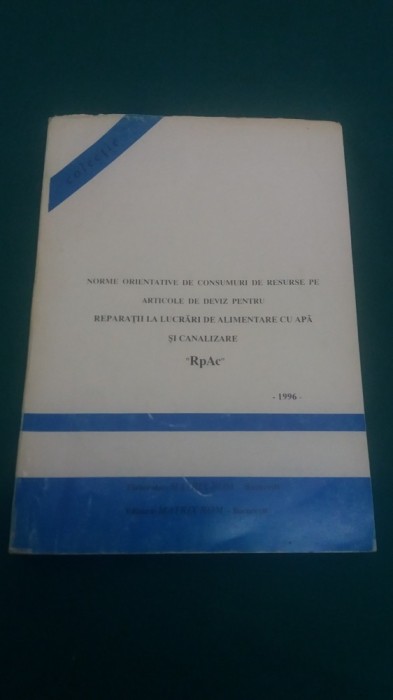 colecție
NORME ORIENTATIVE DE CONSUMURI DE RESURSE PE
ARTICOLE DE DEVIZ PENTRU
REPARAȚII LA LUCRĂRI DE ALIMENTARE CU APĂ
ȘI CANALIZARE
"RpAc"
- 1996 -